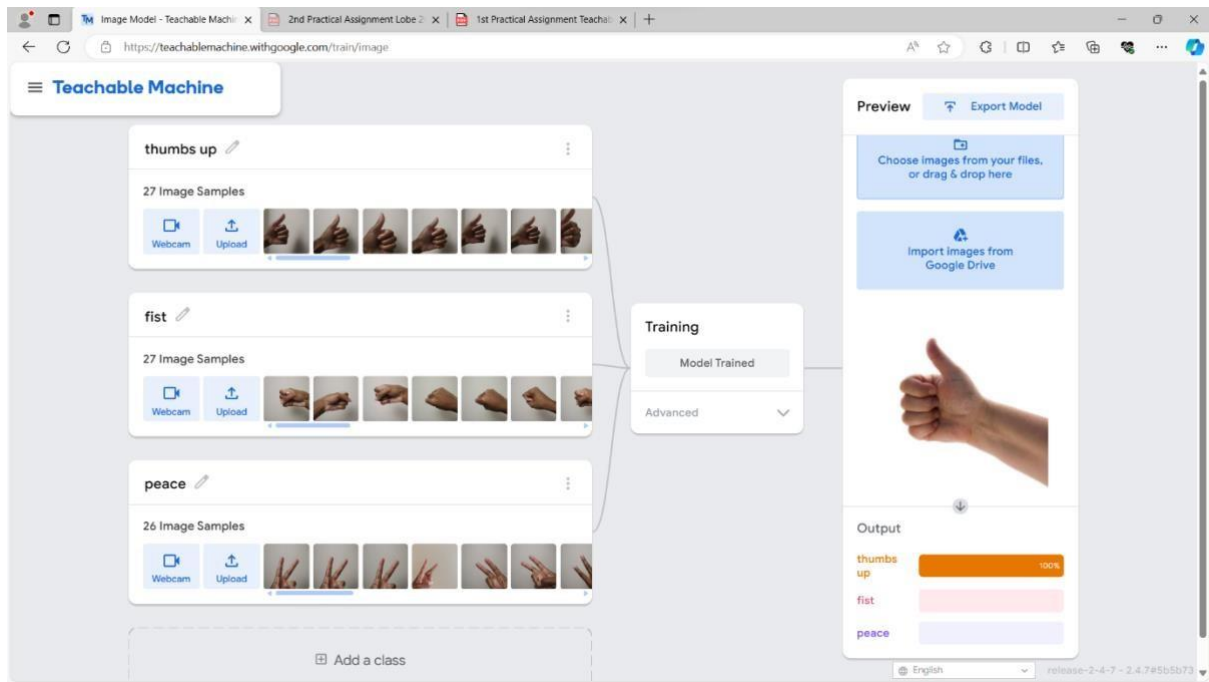 Image Model - Teachable Machin
2nd Practical Assignment Lobe 2
1st Practical Assignment Teachab
https://teachablemachine.withgoogle.com/train/image
Teachable Machine
thumbs up
27 Image Samples
Webcam
Upload
fist
27 Image Samples
Webcam
Upload
peace
26 Image Samples
Webcam
Upload
Add a class
Training
Model Trained
Advanced
Preview
Export Model
Choose images from your files,
or drag & drop here
Import images from
Google Drive
Output
thumbs
up
100%
fist
peace
English
release-2-4-7 - 2.4.7#5b5b73